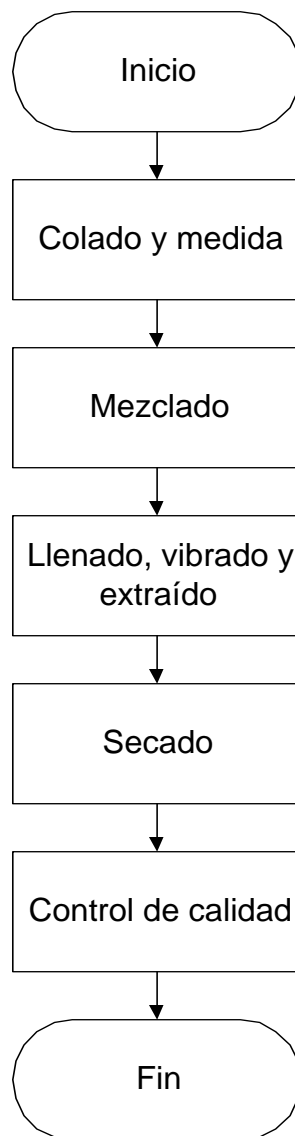 Inicio
Colado y medida
Mezclado
Llenado, vibrado y
extraído
Secado
Control de calidad
Fin